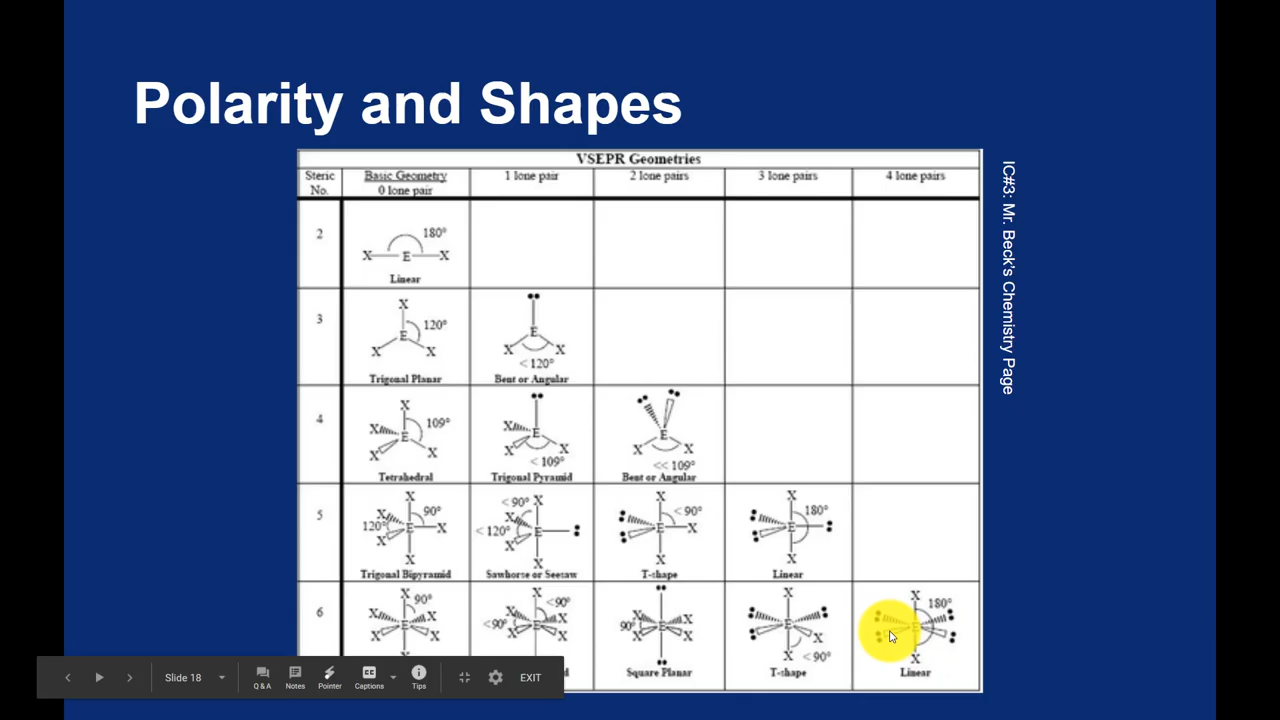 Polarity and Shapes
VSEPR Geometries
Steric No.
Basic Geometry 0 lone pair
1 lone pair
2 lone pairs
3 lone pairs
4 lone pairs
2
180°
X E X
Linear
3
X
120°
E
X X
Trigonal Planar
E
X X
< 120°
Bent or Angular
4
X
109°
X E
X X
Tetrahedral
X E
X X
< 109°
Trigonal Pyramid
E
X X
<< 109°
Bent or Angular
5
X
X 90°
120° E X
X
X
Trigonal Bipyramid
< 90° X
X
< 120° E
X
X
Sawhorse or Seesaw
X
< 90°
E X
X
T-shape
X
180°
E
X
Linear
6
X
90°
X X
E
X X
X
< 90°
X X
< 90° E
X X
X X
90° E
X X
Square Planar
X
E
X
X < 90°
T-shape
X
180°
E
X
Linear
IC#3: Mr. Beck's Chemistry Page
Slide 18
Q & A
Notes
Pointer
CC
Captions
Tips
EXIT